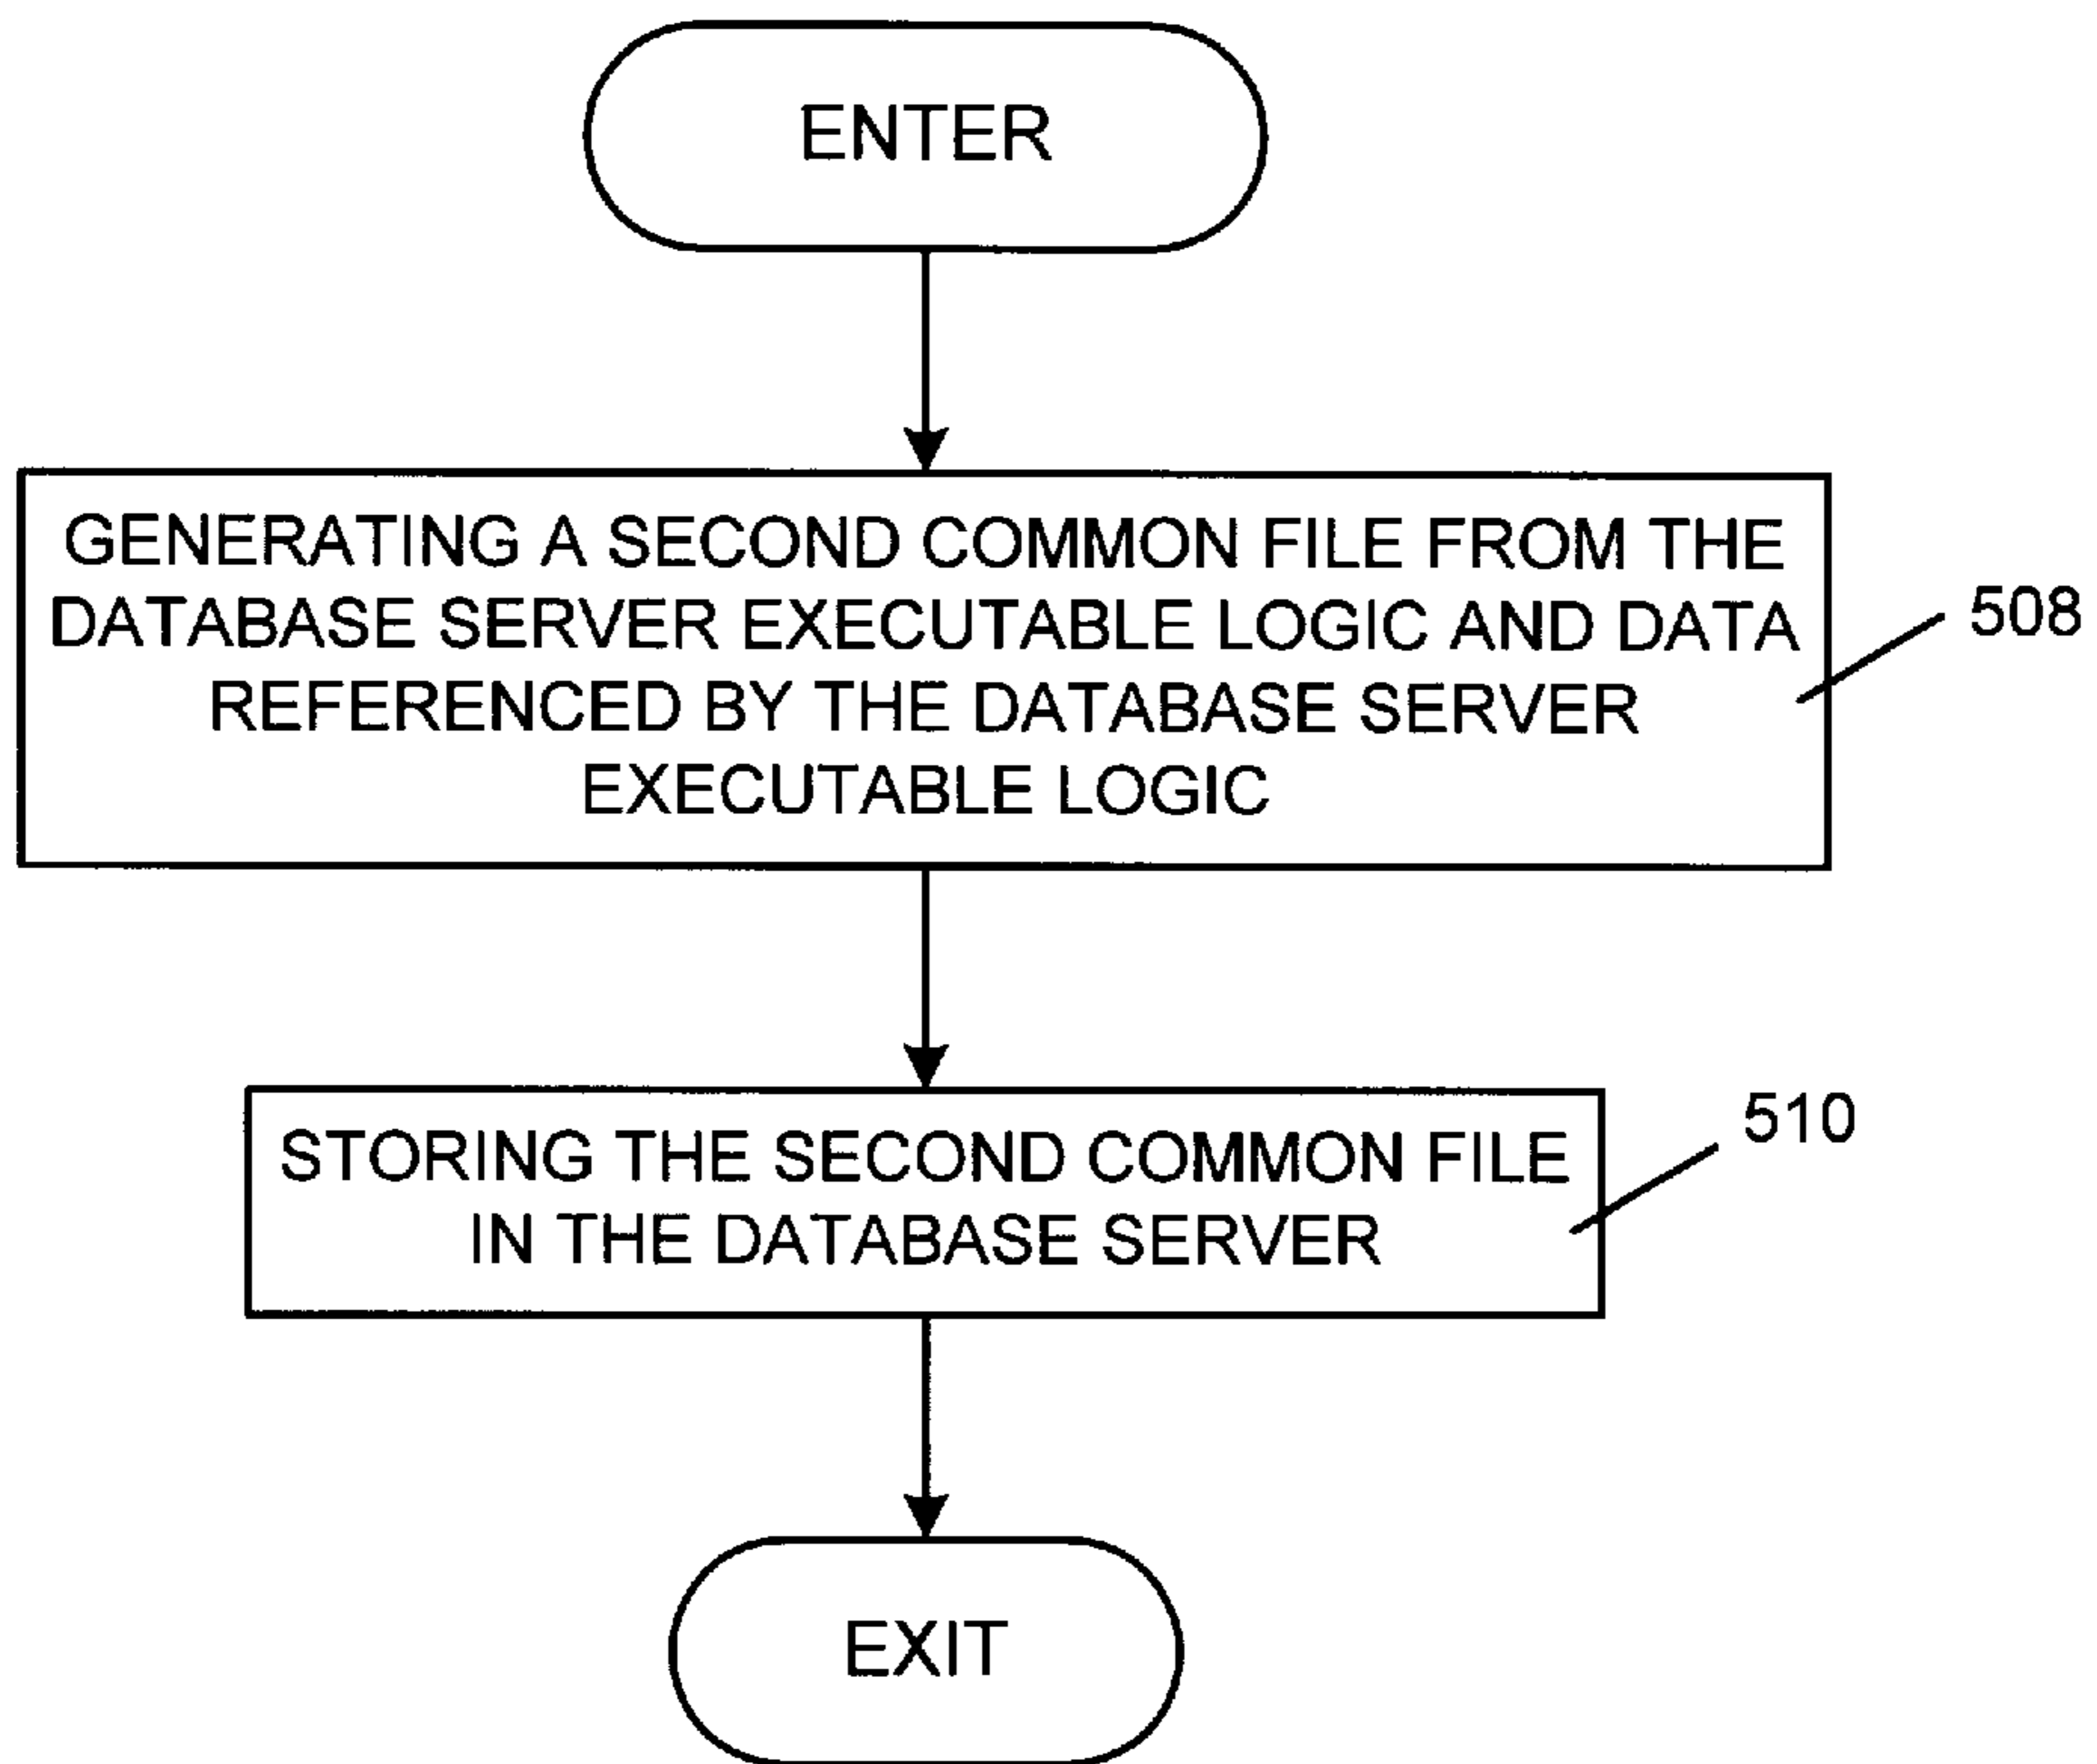 ENTER
GENERATING A SECOND COMMON FILE FROM THE
DATABASE SERVER EXECUTABLE LOGIC AND DATA
REFERENCED BY THE DATABASE SERVER
EXECUTABLE LOGIC
508
STORING THE SECOND COMMON FILE
IN THE DATABASE SERVER
510
EXIT